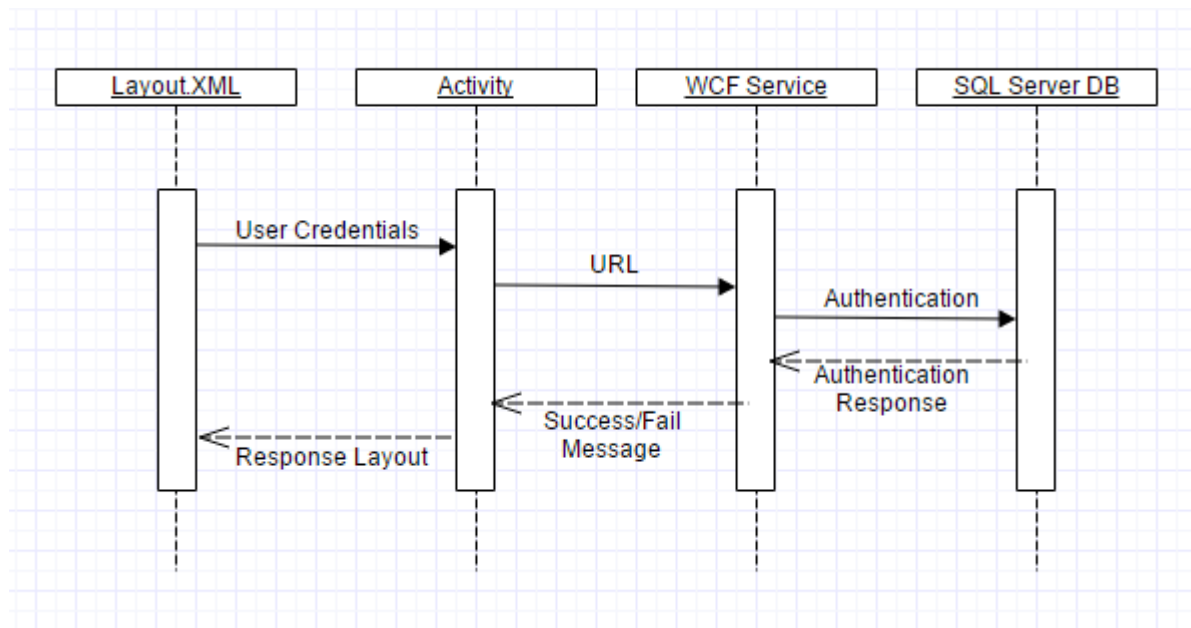 Layout.XML
Activity
WCF Service
SQL Server DB
User Credentials
URL
Authentication
Authentication
Response
Success/Fail
Message
Response Layout